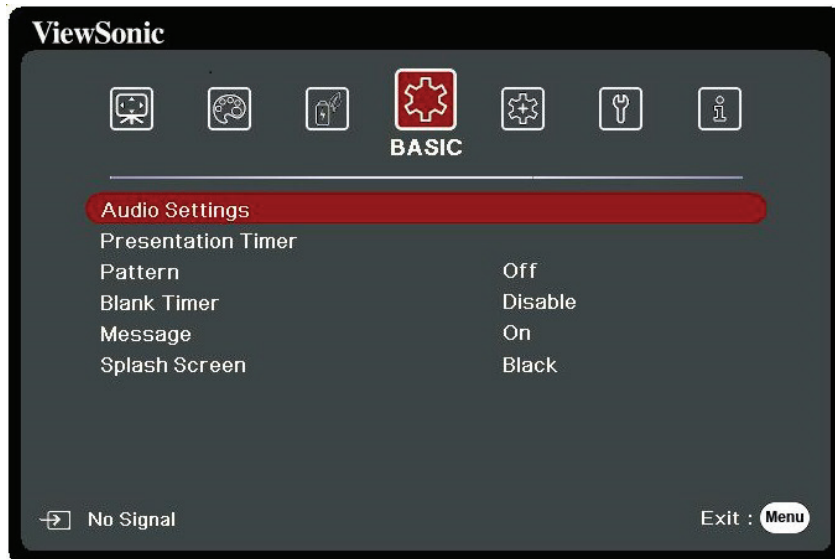 ViewSonic
BASIC
Audio Settings
Presentation Timer
Pattern Off
Blank Timer Disable
Message On
Splash Screen Black
No Signal Exit : Menu